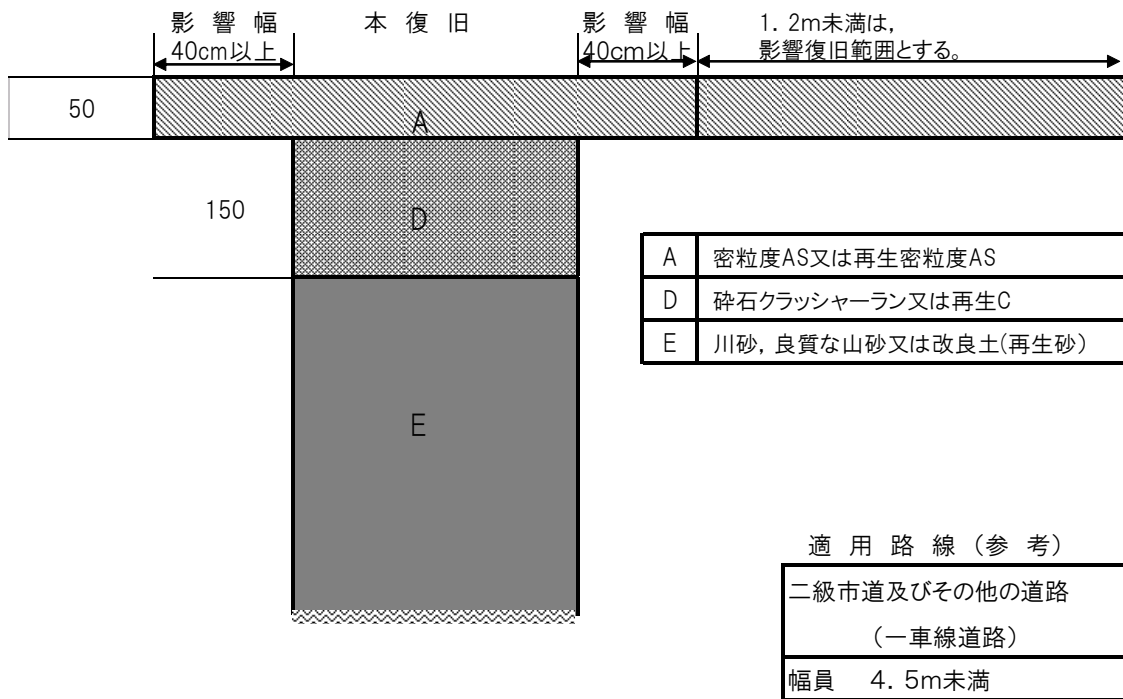 影 響 幅
40cm以上
本 復 旧
影 響 幅
40cm以上
1. 2m未満は,
影響復旧範囲とする。
50
A
150
D
E
A 密粒度AS又は再生密粒度AS
D 砕石クラッシャーラン又は再生C
E 川砂, 良質な山砂又は改良土(再生砂)
適 用 路 線 (参 考)
二級市道及びその他の道路
(一車線道路)
幅員 4. 5m未満